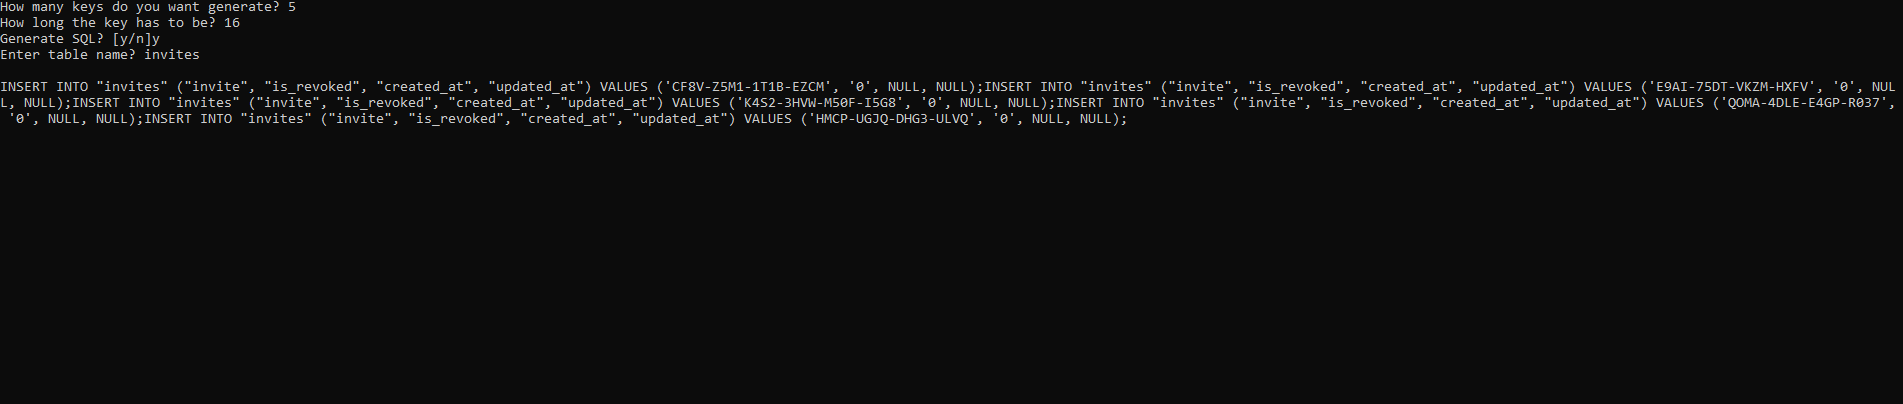 How many keys do you want generate? 5
How long the key has to be? 16
Generate SQL? [y/n]y
Enter table name? invites
INSERT INTO "invites" ("invite", "is_revoked", "created_at", "updated_at") VALUES ('CF8V-Z5M1-1T1B-EZCM', '0', NULL, NULL);INSERT INTO "invites" ("invite", "is_revoked", "created_at", "updated_at") VALUES ('E9AI-75DT-VKZM-HXFV', '0', NUL
L, NULL);INSERT INTO "invites" ("invite", "is_revoked", "created_at", "updated_at") VALUES ('K4S2-3HVW-M50F-I5G8', '0', NULL, NULL);INSERT INTO "invites" ("invite", "is_revoked", "created_at", "updated_at") VALUES ('QOMA-4DLE-E4GP-R037',
 '0', NULL, NULL);INSERT INTO "invites" ("invite", "is_revoked", "created_at", "updated_at") VALUES ('HMCP-UGJQ-DHG3-ULVQ', '0', NULL, NULL);